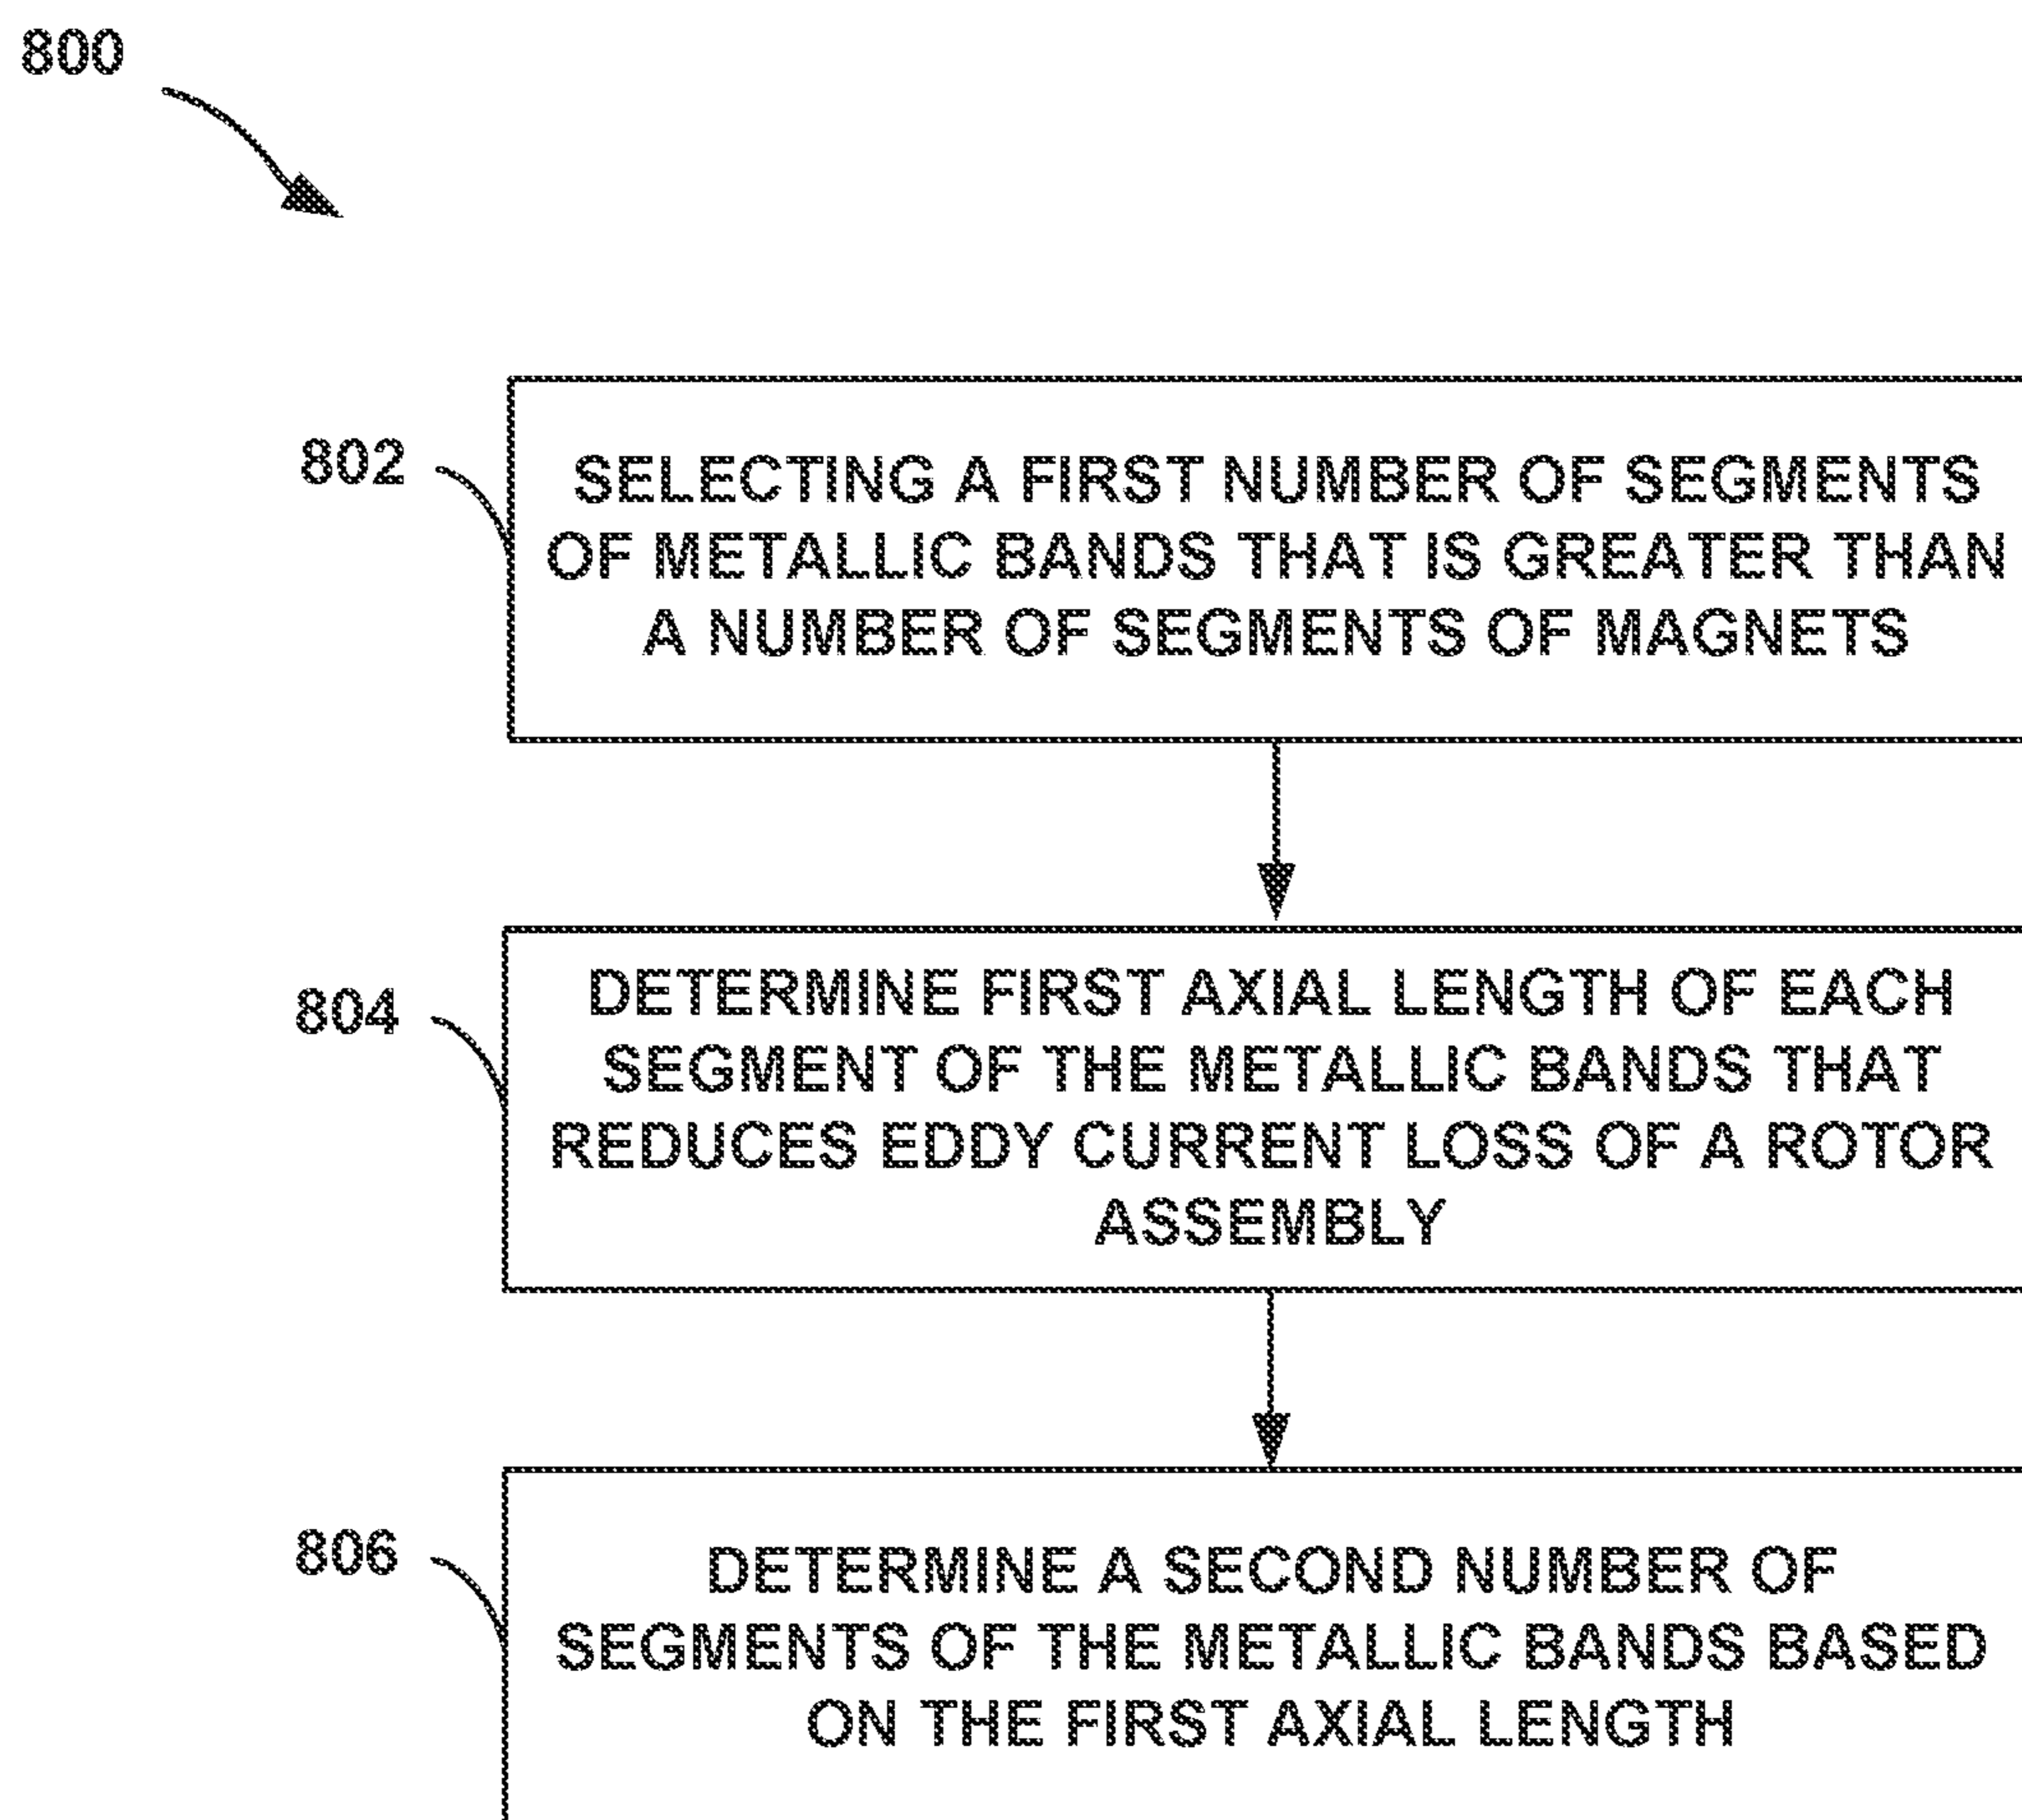 800
802
SELECTING A FIRST NUMBER OF SEGMENTS
OF METALLIC BANDS THAT IS GREATER THAN
A NUMBER OF SEGMENTS OF MAGNETS
804
DETERMINE FIRST AXIAL LENGTH OF EACH
SEGMENT OF THE METALLIC BANDS THAT
REDUCES EDDY CURRENT LOSS OF A ROTOR
ASSEMBLY
806
DETERMINE A SECOND NUMBER OF
SEGMENTS OF THE METALLIC BANDS BASED
ON THE FIRST AXIAL LENGTH